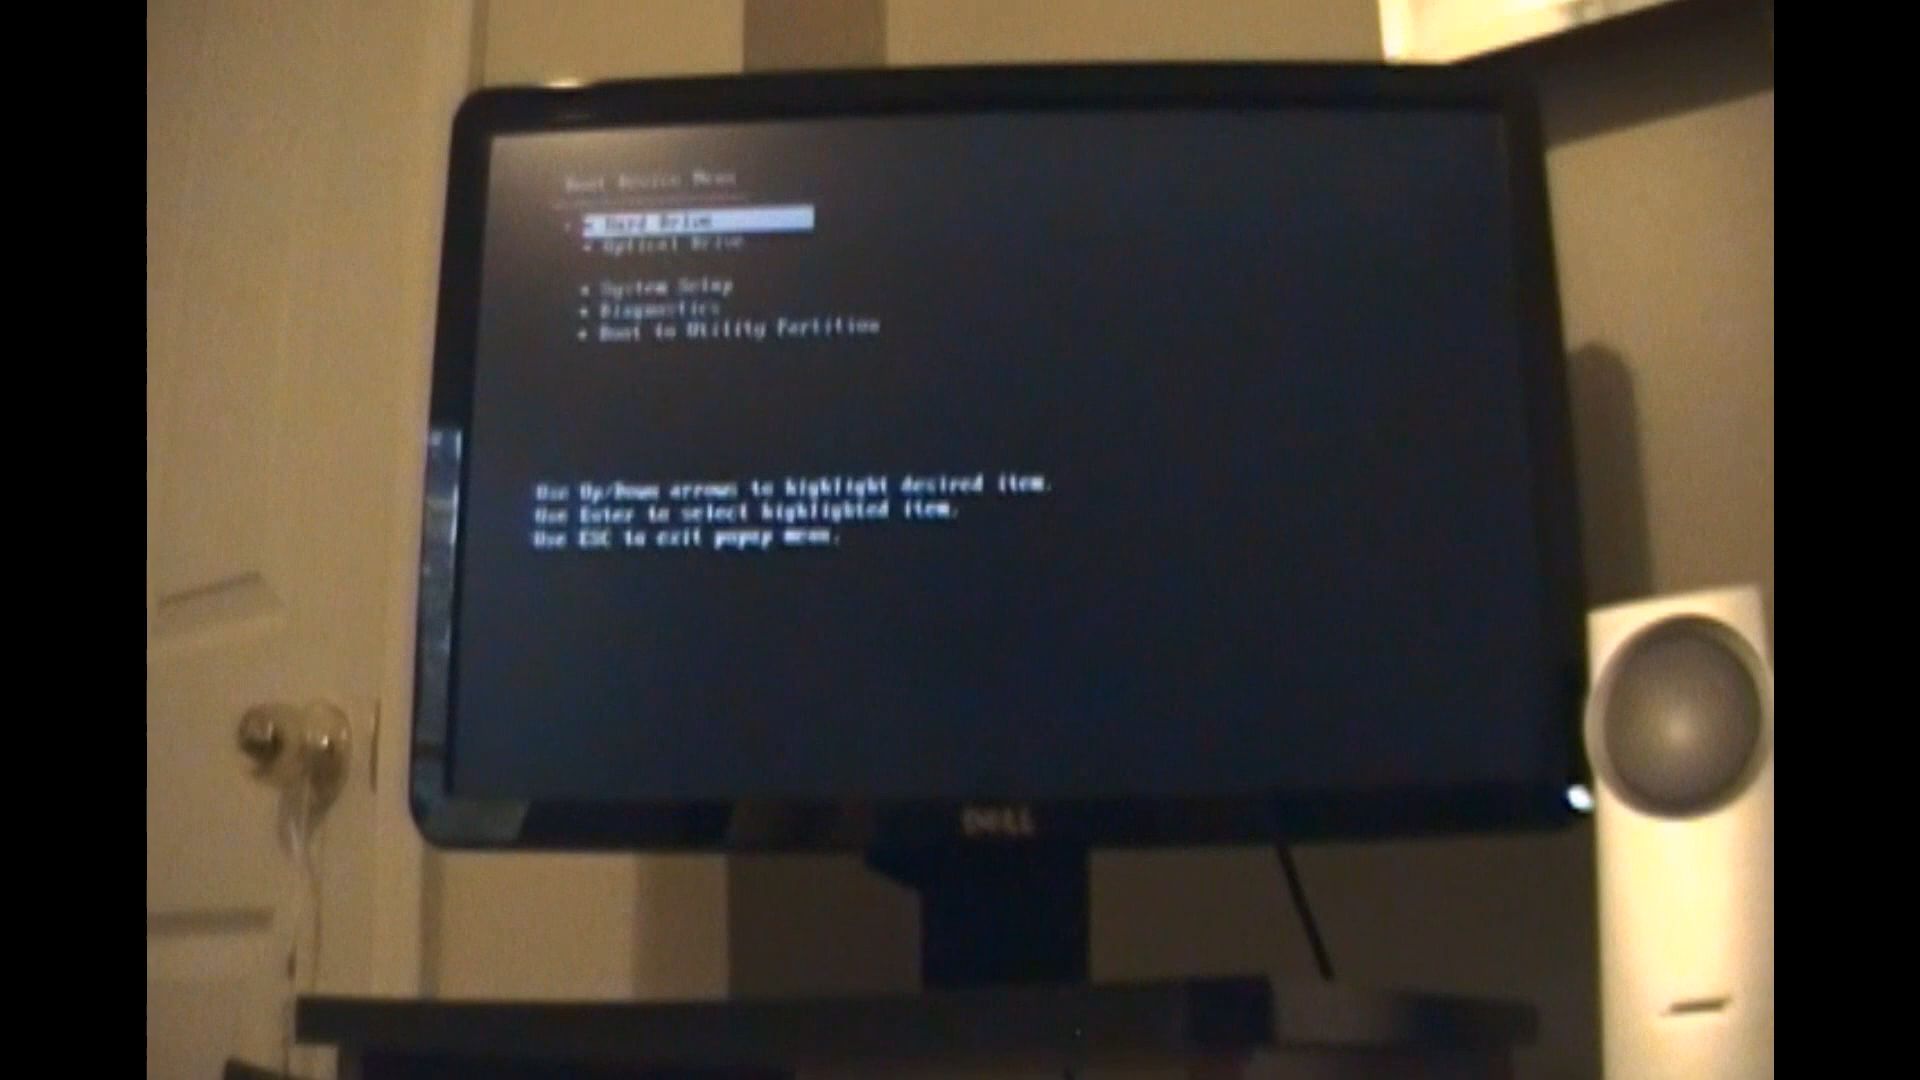 Boot Device Menu
Hard Drive
Optical Drive
System Setup
Diagnostics
Boot to Utility Partition
Use Up/Down arrows to highlight desired item.
Use Enter to select highlighted item.
Use ESC to exit popup menu.
DELL